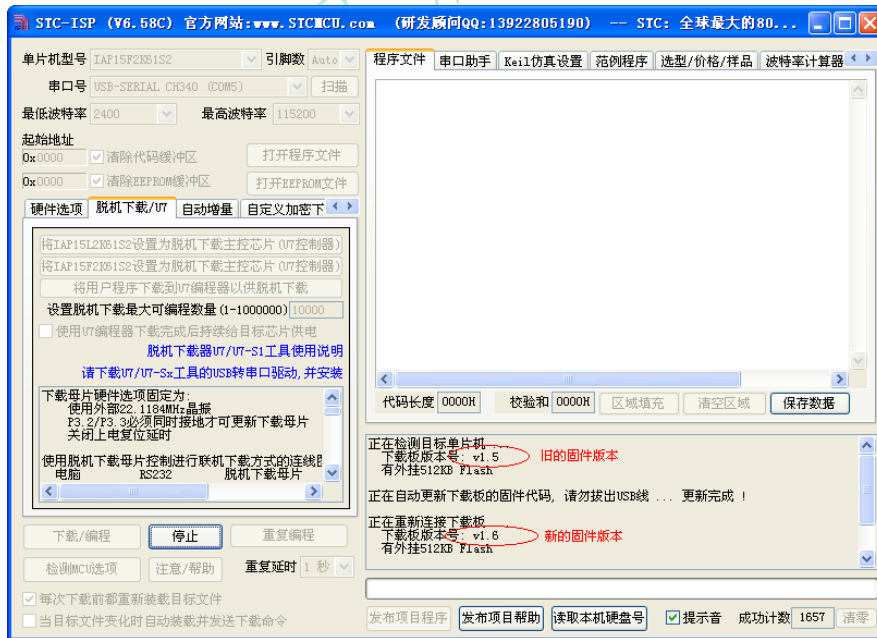 STC-ISP (V6.58C) 官方网站:www.STCMCU.com (研发顾问QQ:13922805190) -- STC: 全球最大的80...
单片机型号 IAP15F2K61S2 引脚数 Auto
串口号 USB-SERIAL CH340 (COM5) 扫描
最低波特率 2400 最高波特率 115200
起始地址
0x0000 清除代码缓冲区 打开程序文件
0x0000 清除EEPROM缓冲区 打开EEPROM文件
硬件选项 脱机下载/U7 自动增量 自定义加密下
将IAP15L2K61S2设置为脱机下载主控芯片(U7控制器)
将IAP15F2K61S2设置为脱机下载主控芯片(U7控制器)
将用户程序下载到U7编程器以供脱机下载
设置脱机下载最大可编程数量(1-1000000) 10000
使用U7编程器下载完成后持续给目标芯片供电
脱机下载器U7/U7-S1工具使用说明
请下载U7/U7-Sx工具的USB转串口驱动,并安装
下载母片硬件选项固定为:
使用外部22.1184MHz晶振
P3.2/P3.3必须同时接地才可更新下载母片
关闭上电复位延时
使用脱机下载母片控制进行联机下载方式的连线
电脑 RS232 脱机下载母片
下载/编程 停止 重复编程
检测MCU选项 注意/帮助 重复延时 1 秒
每次下载前都重新装载目标文件
当目标文件变化时自动装载并发送下载命令
程序文件 串口助手 Keil仿真设置 范例程序 选型/价格/样品 波特率计算器
代码长度 0000H 校验和 0000H 区域填充 清空区域 保存数据
正在检测目标单片机 ...
下载板版本号: v1.5 旧的固件版本
有外挂512KB Flash
正在自动更新下载板的固件代码, 请勿拔出USB线 ... 更新完成 !
正在重新连接下载板 ...
下载板版本号: v1.6 新的固件版本
有外挂512KB Flash
发布项目程序 发布项目帮助 读取本机硬盘号 提示音 成功计数 1657 清零